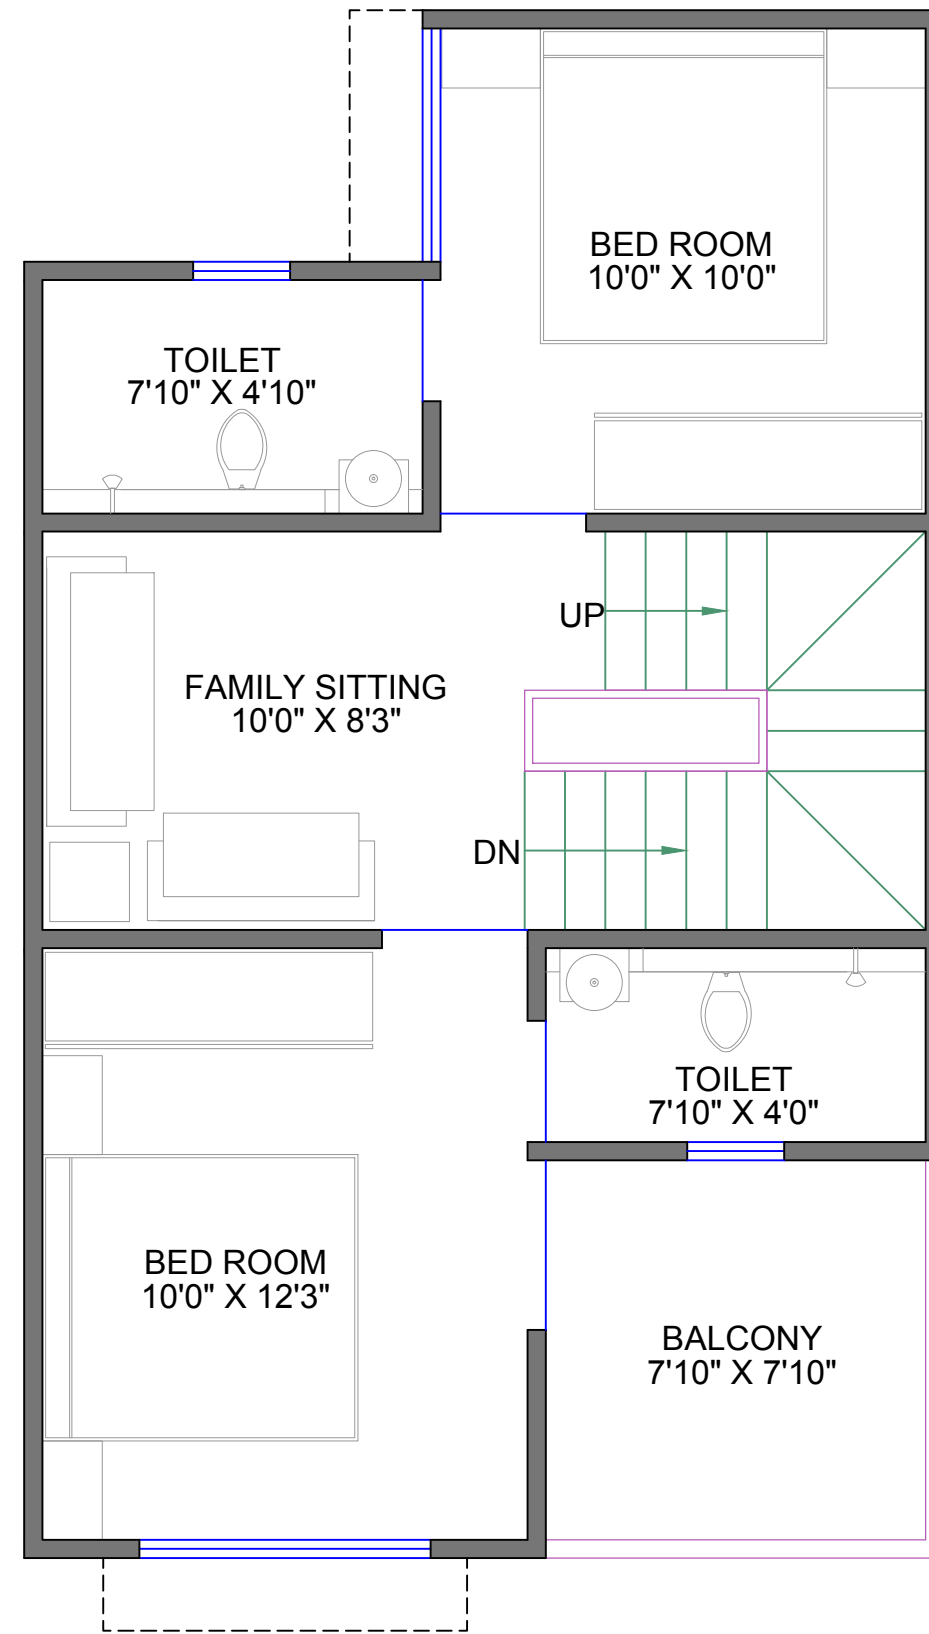 BED ROOM
10'0" X 10'0"
TOILET
7'10" X 4'10"
UP
FAMILY SITTING
10'0" X 8'3"
DN
TOILET
7'10" X 4'0"
BED ROOM
10'0" X 12'3"
BALCONY
7'10" X 7'10"